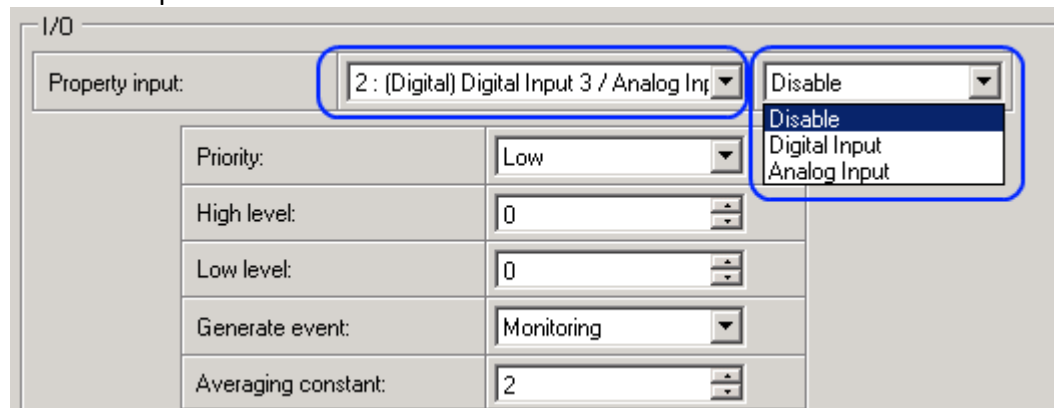 I/O
Property input: 2 : (Digital) Digital Input 3 / Analog Inp Disable
Disable
Digital Input
Analog Input
Priority: Low
High level: 0
Low level: 0
Generate event: Monitoring
Averaging constant: 2